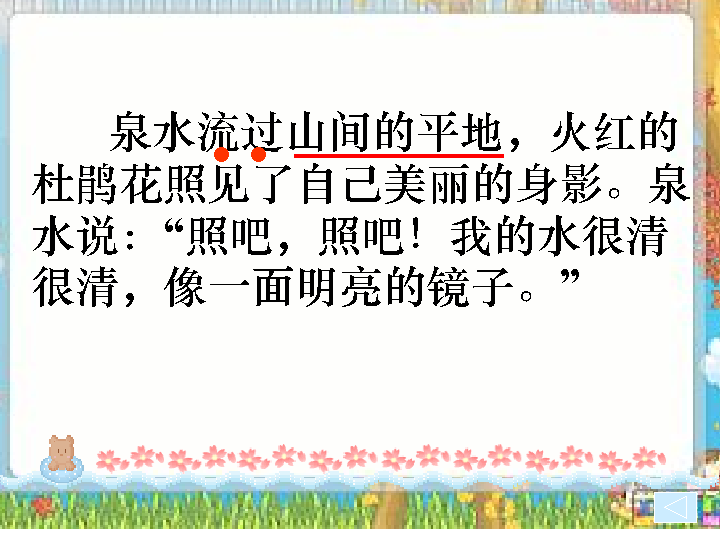 泉水流过山间的平地，火红的
杜鹃花照见了自己美丽的身影。泉
水说：“照吧，照吧！我的水很清
很清，像一面明亮的镜子。”